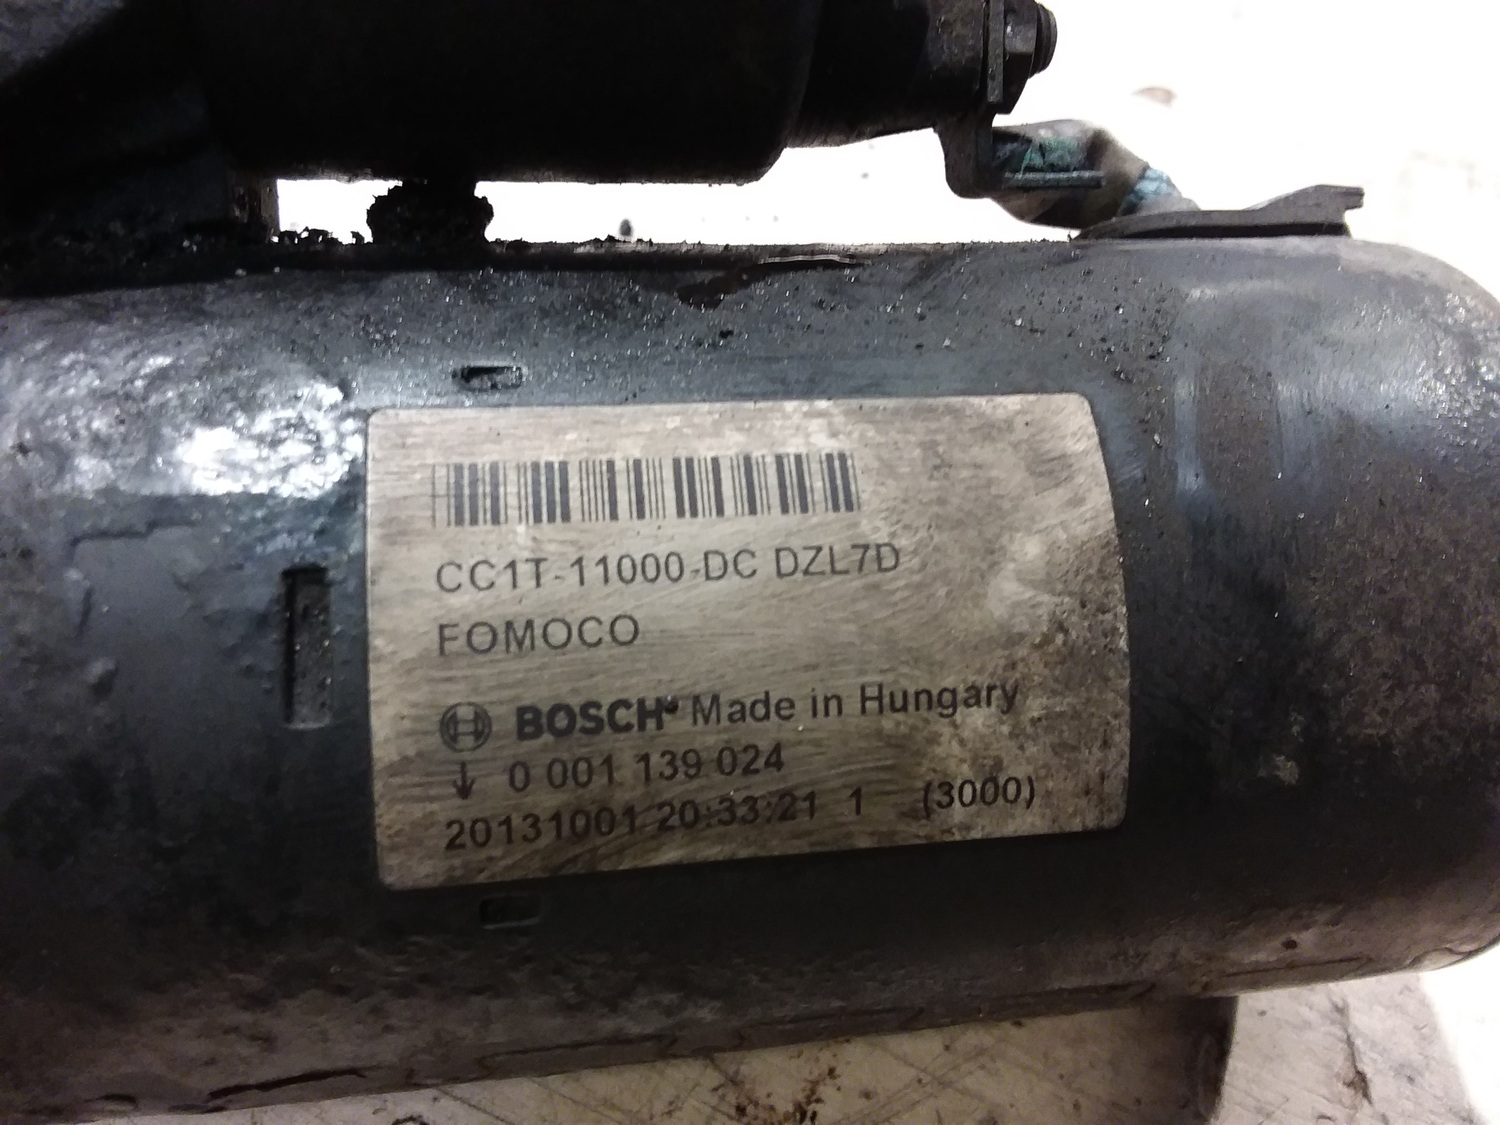 CC1T-11000-DC DZL7D
FOMOCO
BOSCH Made in Hungary
↓ 0 001 139 024
20131001 20:33:21 1 (3000)